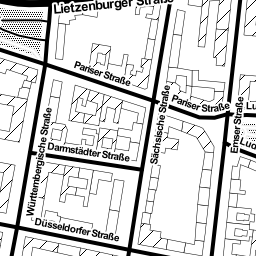 Lietzenburger Straße
Pariser Straße
Pariser Straße
Emser Straße
Sächsische Straße
Württembergische Straße
Darmstädter Straße
Düsseldorfer Straße